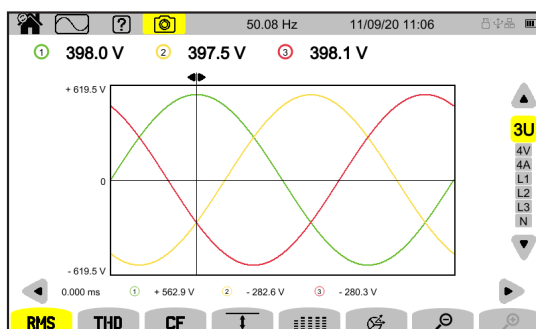 ? 50.08 Hz 11/09/20 11:06
1 398.0 V 2 397.5 V 3 398.1 V
+ 619.5 V
0
- 619.5 V
3U
4V
4A
L1
L2
L3
N
0.000 ms 1 + 562.9 V 2 - 282.6 V 3 - 280.3 V
RMS THD CF